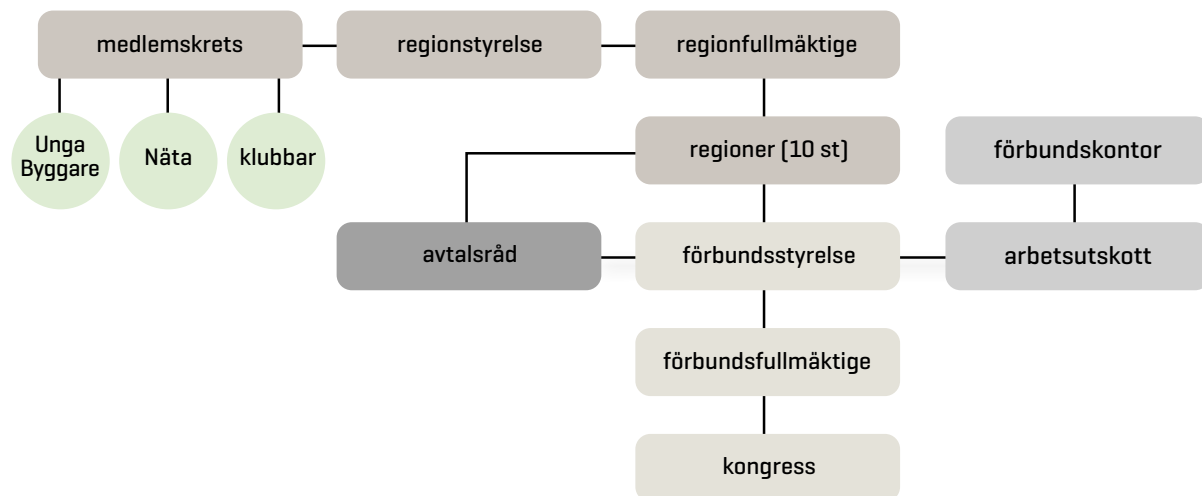 medlemskrets
regionstyrelse
regionfullmäktige
Unga
Byggare
Näta
klubbar
regioner (10 st)
förbundskontor
avtalsråd
förbundsstyrelse
arbetsutskott
förbundsfullmäktige
kongress